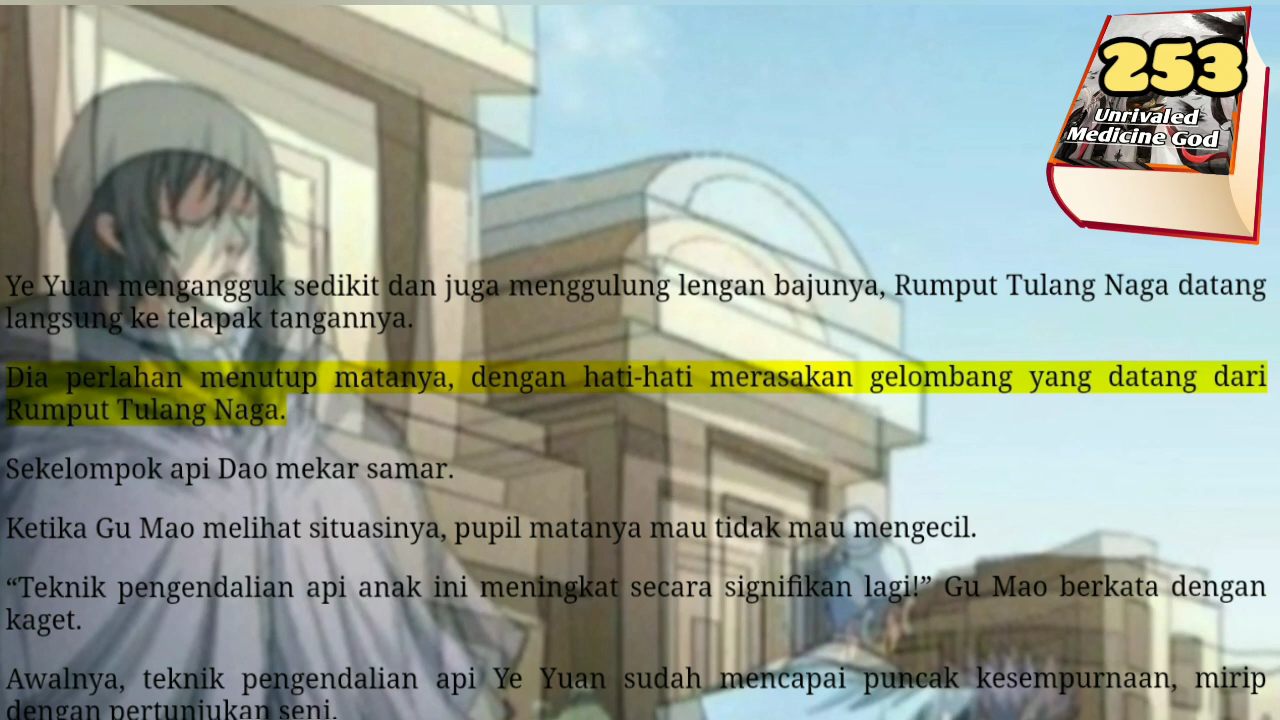 253
Unrivaled
Medicine God
Ye Yuan mengangguk sedikit dan juga menggulung lengan bajunya, Rumput Tulang Naga datang
langsung ke telapak tangannya.
Dia perlahan menutup matanya, dengan hati-hati merasakan gelombang yang datang dari
Rumput Tulang Naga.
Sekelompok api Dao mekar samar.
Ketika Gu Mao melihat situasinya, pupil matanya mau tidak mau mengecil.
“Teknik pengendalian api anak ini meningkat secara signifikan lagi!” Gu Mao berkata dengan
kaget.
Awalnya, teknik pengendalian api Ye Yuan sudah mencapai puncak kesempurnaan, mirip
dengan pertunjukan seni.